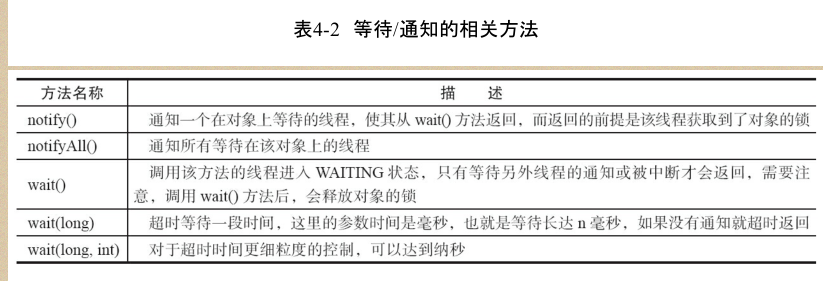 表4-2 等待/通知的相关方法
方法名称 描 述
notify() 通知一个在对象上等待的线程，使其从 wait() 方法返回，而返回的前提是该线程获取到了对象的锁
notifyAll() 通知所有等待在该对象上的线程
wait() 调用该方法的线程进入 WAITING 状态，只有等待另外线程的通知或被中断才会返回，需要注
意，调用 wait() 方法后，会释放对象的锁
wait(long) 超时等待一段时间，这里的参数时间是毫秒，也就是等待长达 n 毫秒，如果没有通知就超时返回
wait(long, int) 对于超时时间更细粒度的控制，可以达到纳秒